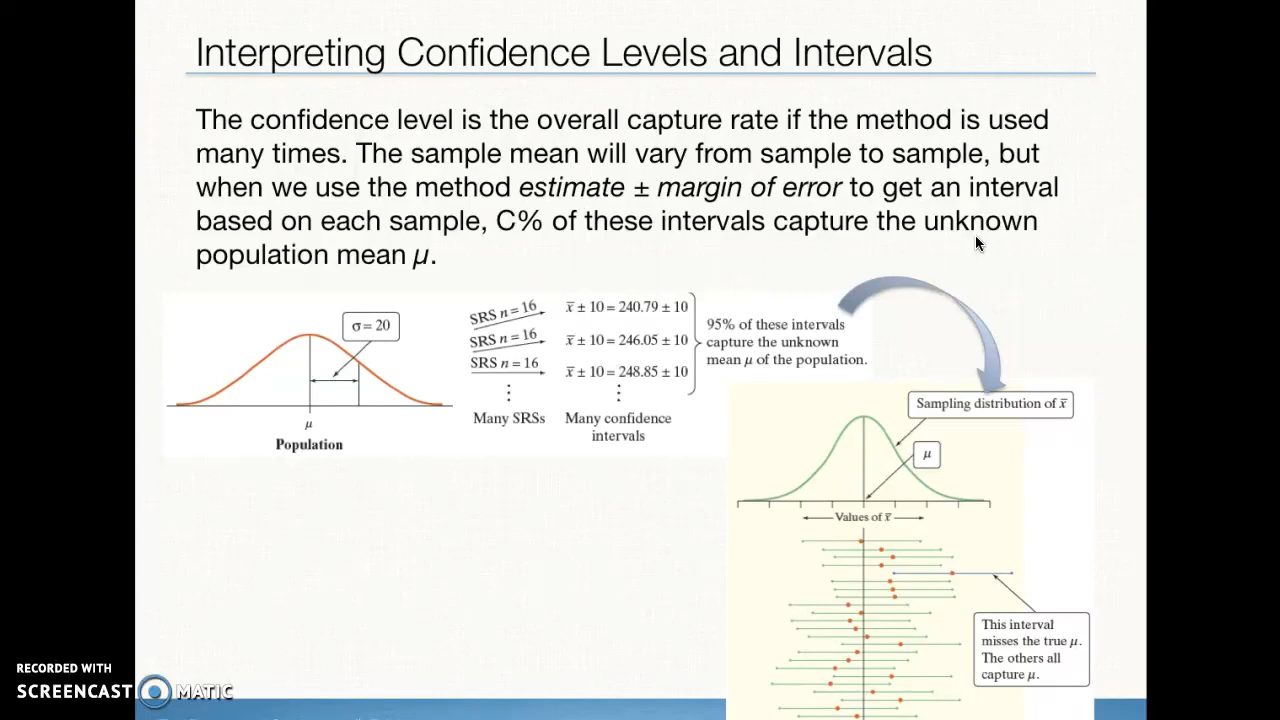 Interpreting Confidence Levels and Intervals
The confidence level is the overall capture rate if the method is used
many times. The sample mean will vary from sample to sample, but
when we use the method estimate ± margin of error to get an interval
based on each sample, C% of these intervals capture the unknown
population mean μ.
σ = 20
μ
Population
SRS n = 16
SRS n = 16
SRS n = 16
⋮
Many SRSs
x̄ ± 10 = 240.79 ± 10
x̄ ± 10 = 246.05 ± 10
x̄ ± 10 = 248.85 ± 10
⋮
Many confidence
intervals
95% of these intervals
capture the unknown
mean μ of the population.
Sampling distribution of x̄
μ
Values of x̄
This interval
misses the true μ.
The others all
capture μ.
RECORDED WITH
SCREENCAST MATIC